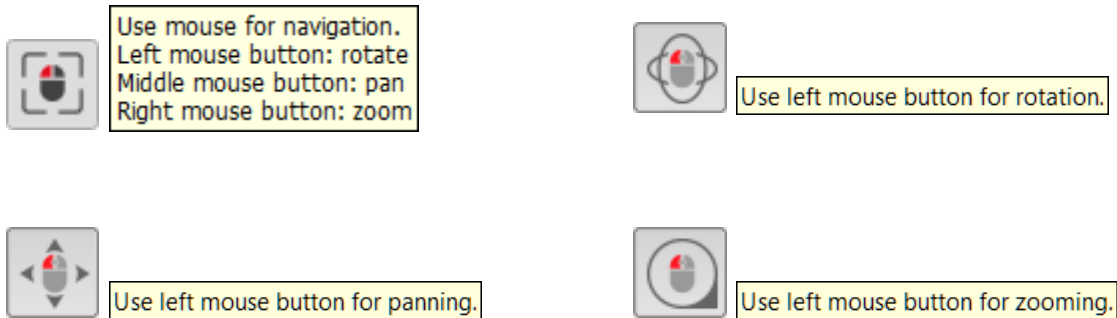 Use mouse for navigation.
Left mouse button: rotate
Middle mouse button: pan
Right mouse button: zoom
Use left mouse button for rotation.
Use left mouse button for panning.
Use left mouse button for zooming.